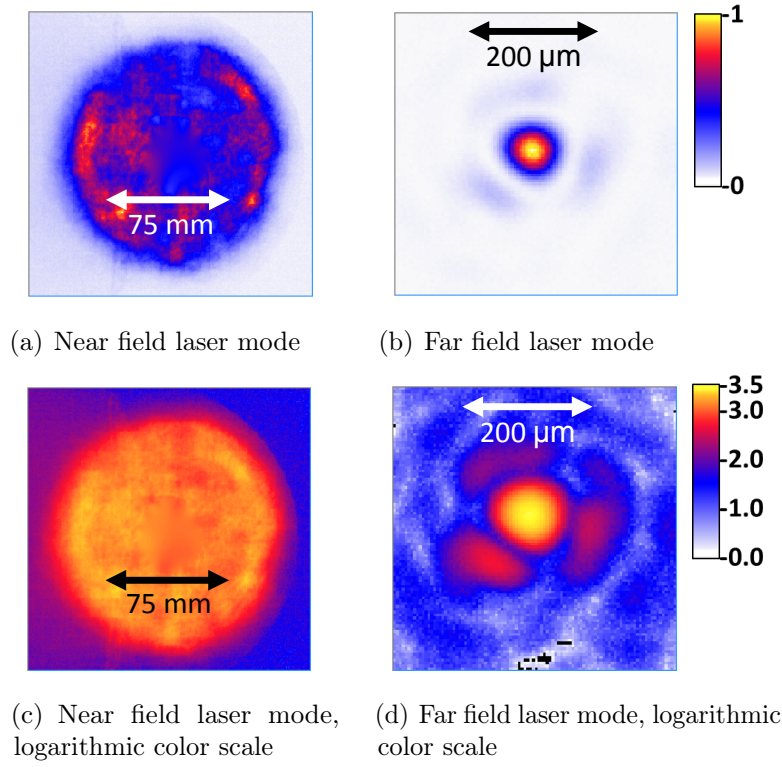 200 µm
1
75 mm
0
(a) Near field laser mode
(b) Far field laser mode
200 µm
3.5
3.0
2.0
75 mm
1.0
0.0
(c) Near field laser mode,
logarithmic color scale
(d) Far field laser mode, logarithmic
color scale